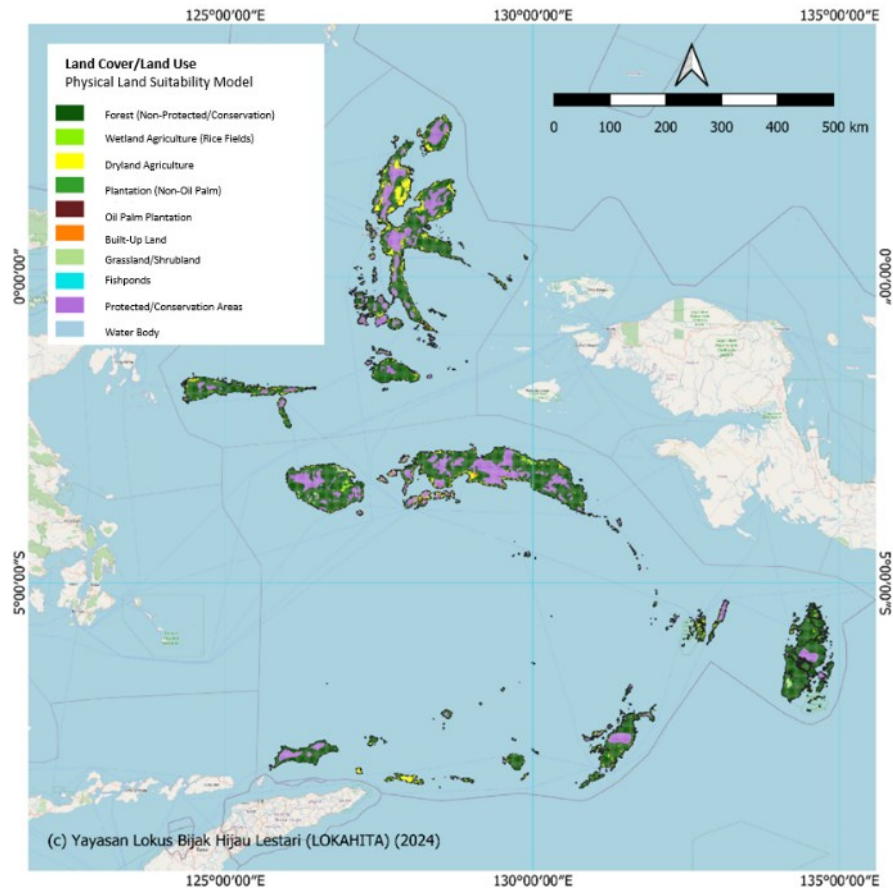 125°00′00″E 130°00′00″E 135°00′00″E
Land Cover/Land Use
Physical Land Suitability Model
Forest (Non-Protected/Conservation)
Wetland Agriculture (Rice Fields)
Dryland Agriculture
Plantation (Non-Oil Palm)
Oil Palm Plantation
Built-Up Land
Grassland/Shrubland
Fishponds
Protected/Conservation Areas
Water Body
0 100 200 300 400 500 km
0°00′00″ 0°00′00″
5°00′00″S 5°00′00″S
(c) Yayasan Lokus Bijak Hijau Lestari (LOKAHITA) (2024)
125°00′00″E 130°00′00″E 135°00′00″E